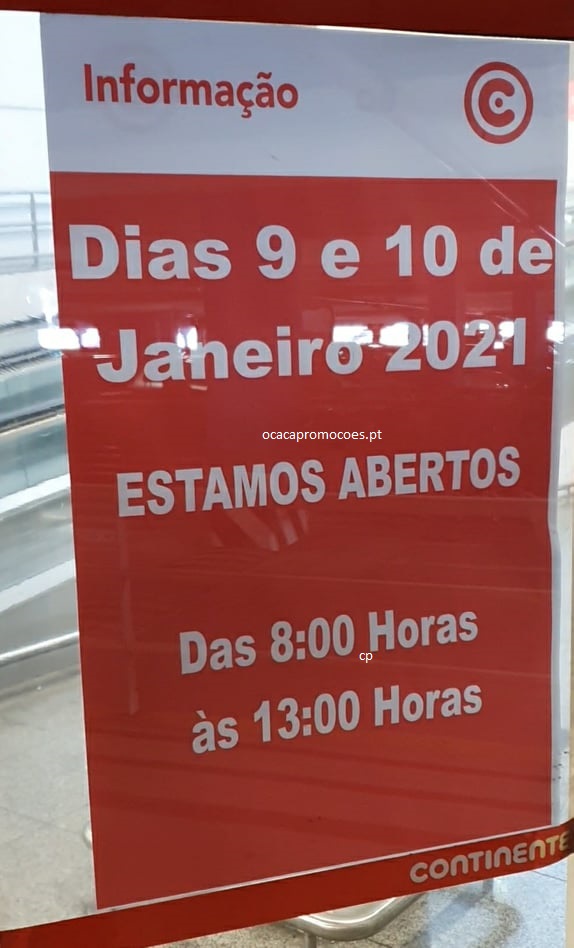 Informação
C
Dias 9 e 10 de
Janeiro 2021
ocacapromocoes.pt
ESTAMOS ABERTOS
Das 8:00 Horas
cp
às 13:00 Horas
CONTINENTE